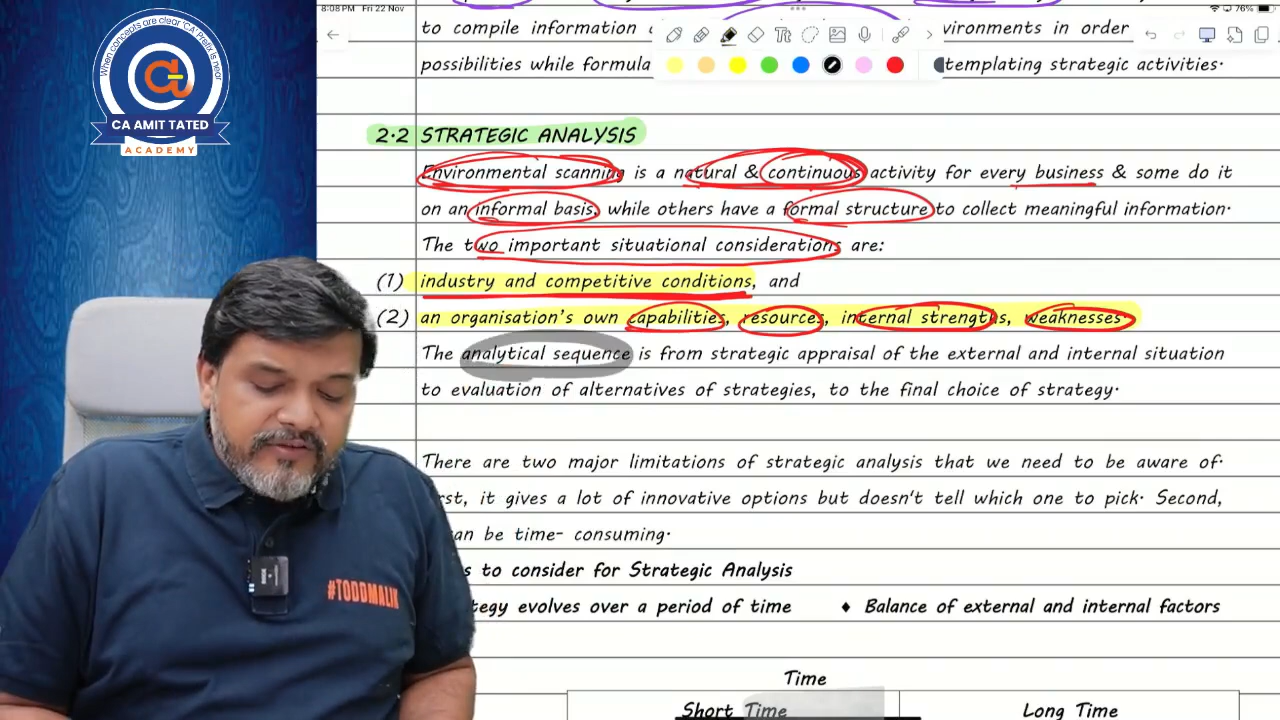 8:08 PM Fri 22 Nov
76%
to compile information
vironments in order
possibilities while formula
templating strategic activities.
When concepts are clear 'CA' Prefix is near
CA AMIT TATED
ACADEMY
2.2 STRATEGIC ANALYSIS
Environmental scanning is a natural & continuous activity for every business & some do it
on an informal basis, while others have a formal structure to collect meaningful information.
The two important situational considerations are:
(1) industry and competitive conditions, and
(2) an organisation's own capabilities, resources, internal strengths, weaknesses.
The analytical sequence is from strategic appraisal of the external and internal situation
to evaluation of alternatives of strategies, to the final choice of strategy.
There are two major limitations of strategic analysis that we need to be aware of.
rst, it gives a lot of innovative options but doesn't tell which one to pick. Second,
an be time- consuming.
s to consider for Strategic Analysis
tegy evolves over a period of time ♦ Balance of external and internal factors
#TODDMALIK
Time
Short Time Long Time